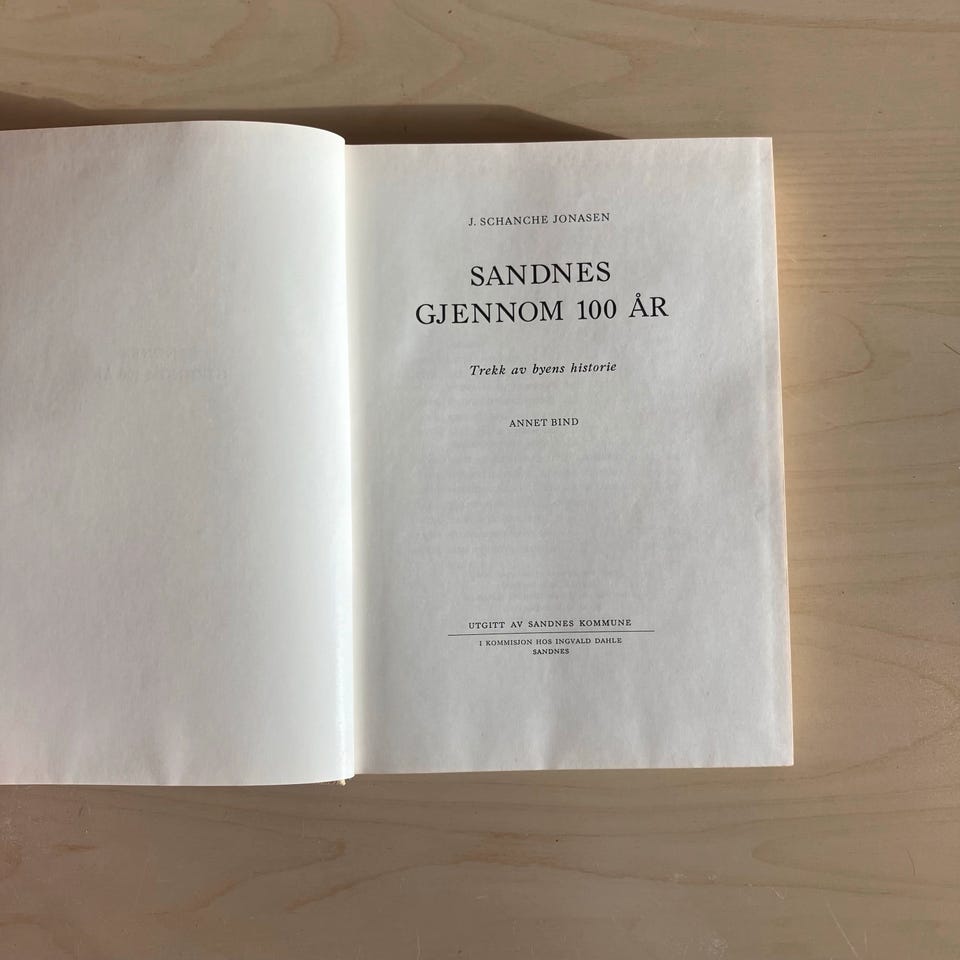 J. SCHANCHE JONASEN
SANDNES
GJENNOM 100 ÅR
Trekk av byens historie
ANNET BIND
UTGITT AV SANDNES KOMMUNE
I KOMMISJON HOS INGVALD DAHLE
SANDNES